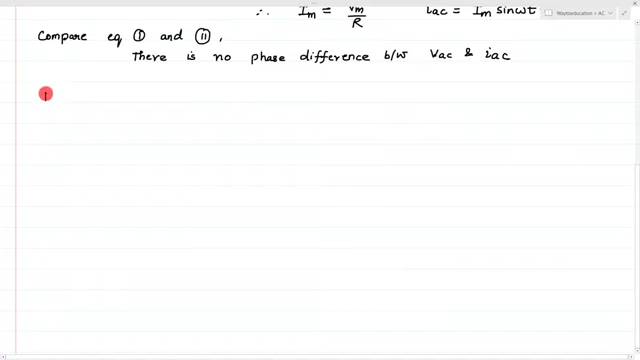 ∴ Im = Vm/R iac = Im sinωt
Waytoeducation > AC
Compare eq Ⓘ and ⓘⓘ ,
There is no phase difference b/w Vac & iac